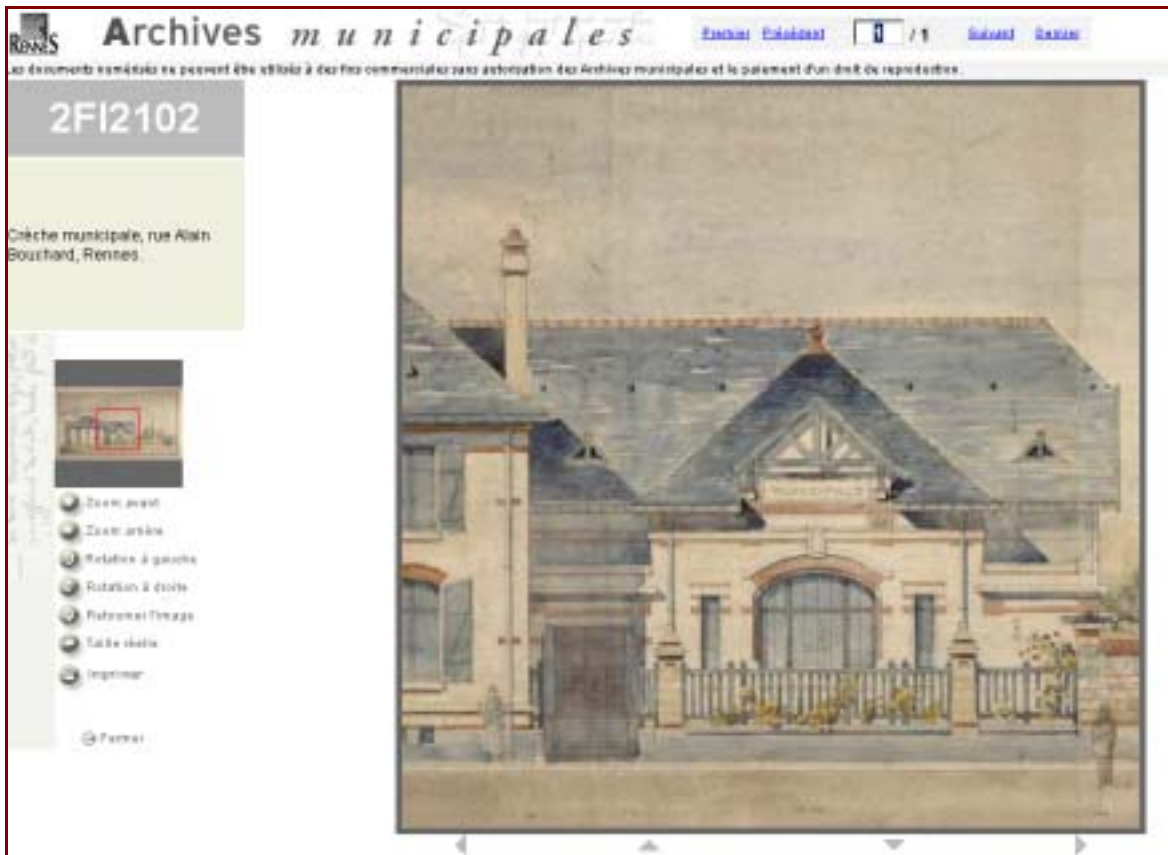 RENNES
Archives municipales
Premier Précédent 1 / 1 Suivant Dernier
Les documents numérisés ne peuvent être utilisés à des fins commerciales sans autorisation des Archives municipales et le paiement d'un droit de reproduction.
2FI2102
Crèche municipale, rue Alain
Bouchard, Rennes.
Zoom avant
Zoom arrière
Rotation à gauche
Rotation à droite
Retourner l'image
Taille réelle
Imprimer
Fermer